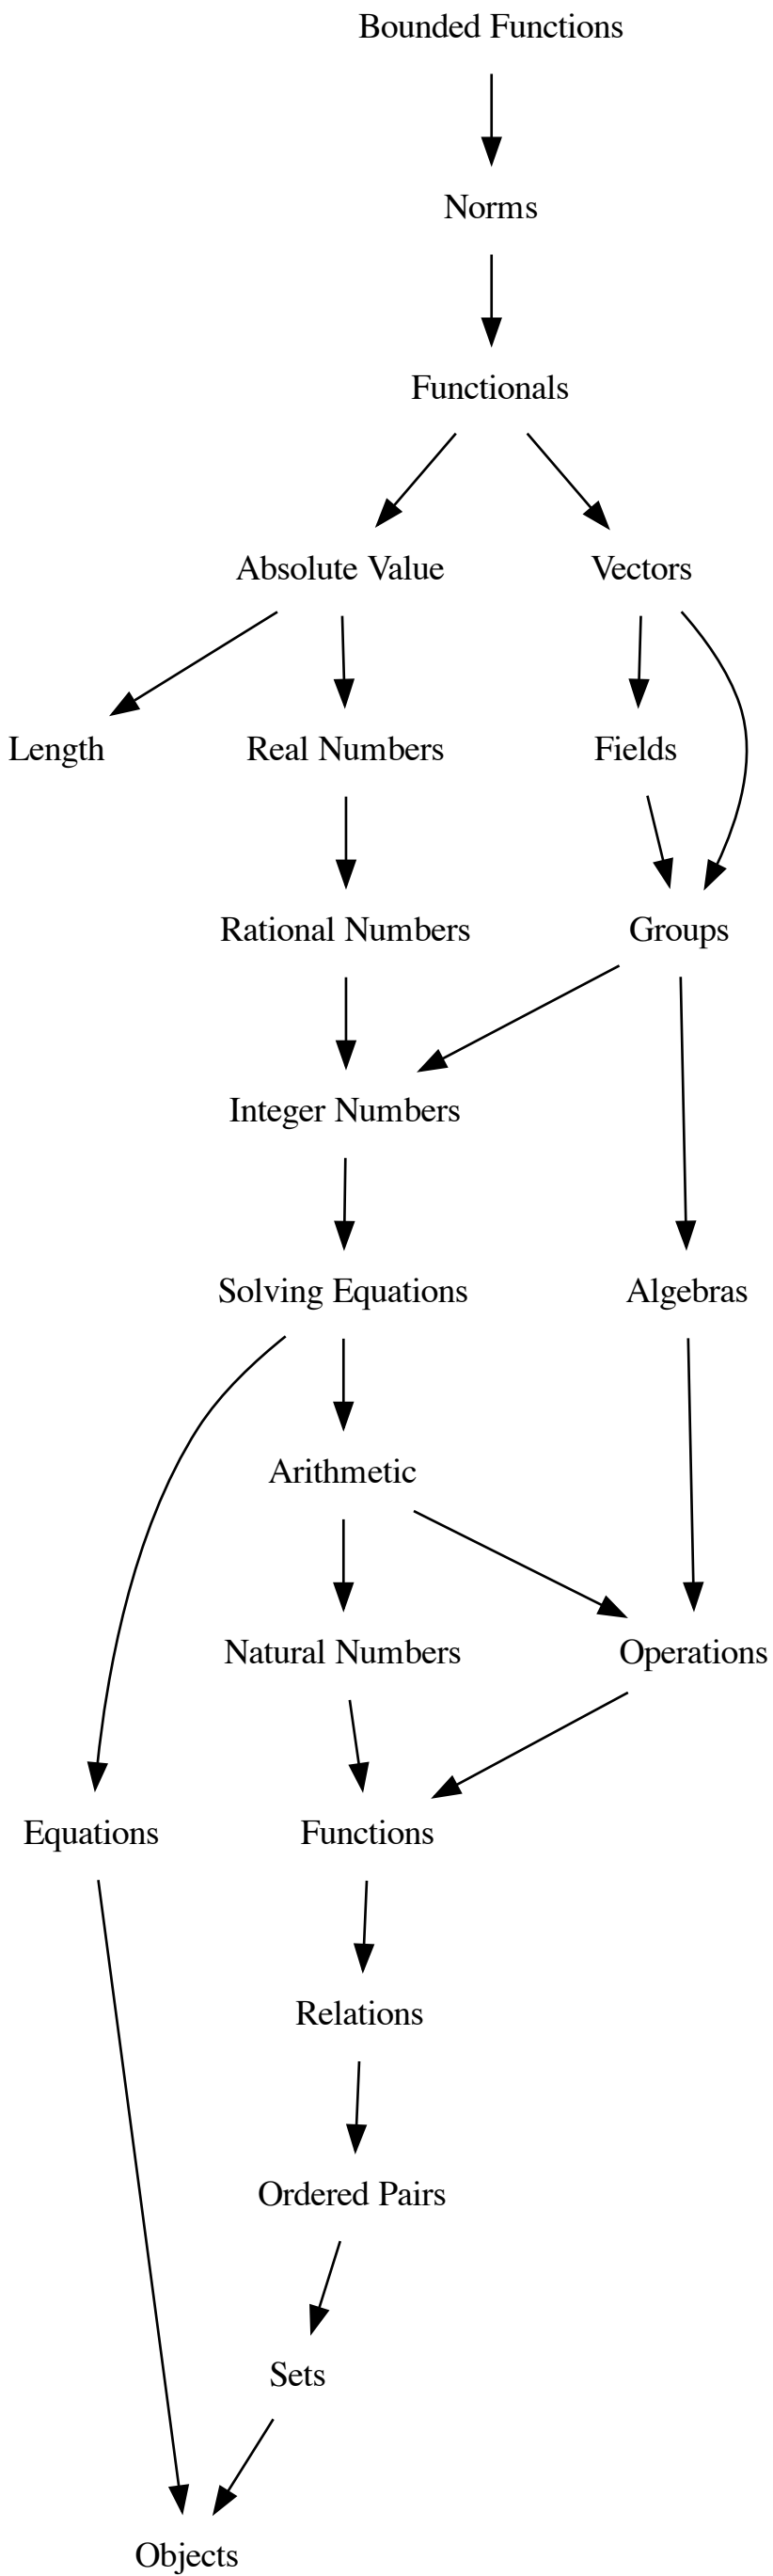 Bounded Functions
Norms
Functionals
Absolute Value
Vectors
Length
Real Numbers
Fields
Rational Numbers
Groups
Integer Numbers
Solving Equations
Algebras
Arithmetic
Natural Numbers
Operations
Equations
Functions
Relations
Ordered Pairs
Sets
Objects